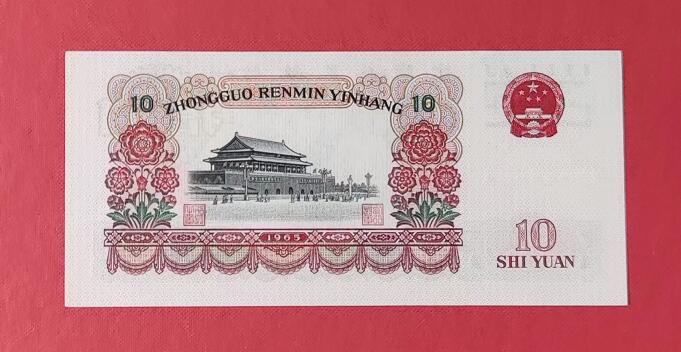 10 ZHONGGUO RENMIN YINHANG 10
1965
10
SHI YUAN